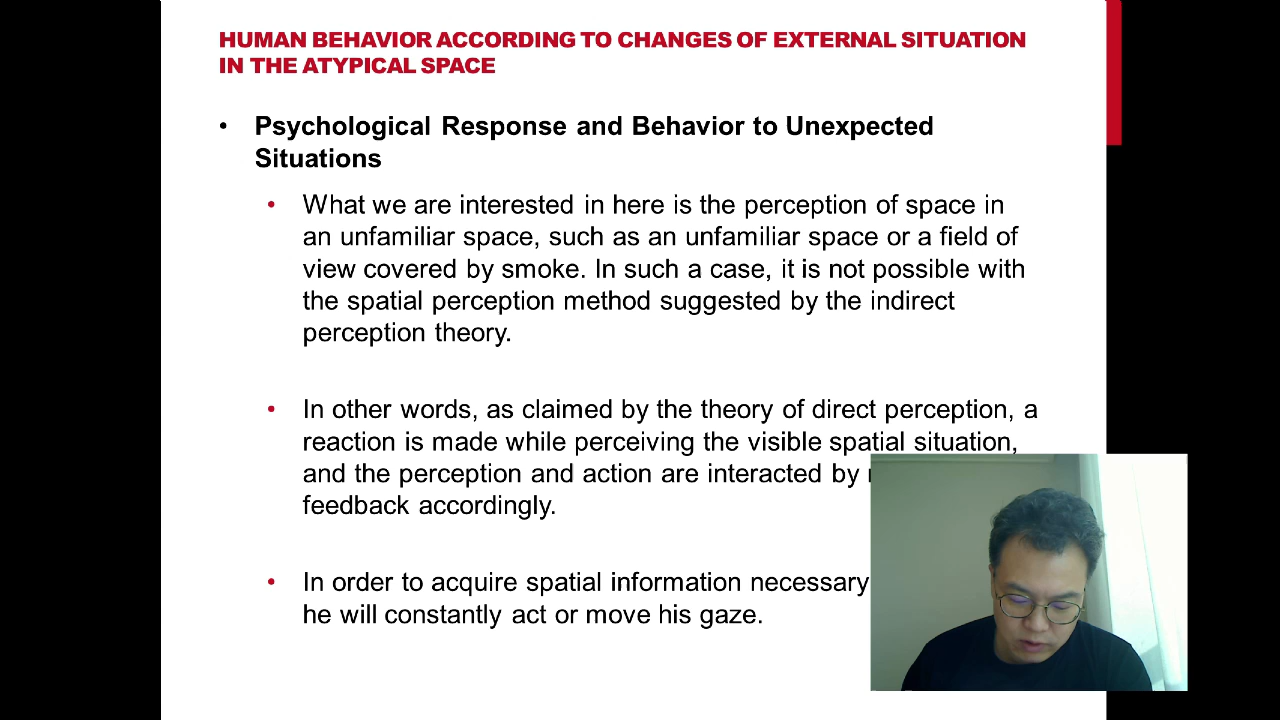 HUMAN BEHAVIOR ACCORDING TO CHANGES OF EXTERNAL SITUATION
IN THE ATYPICAL SPACE
• Psychological Response and Behavior to Unexpected
Situations
• What we are interested in here is the perception of space in
an unfamiliar space, such as an unfamiliar space or a field of
view covered by smoke. In such a case, it is not possible with
the spatial perception method suggested by the indirect
perception theory.
• In other words, as claimed by the theory of direct perception, a
reaction is made while perceiving the visible spatial situation,
and the perception and action are interacted by
feedback accordingly.
• In order to acquire spatial information necessary
he will constantly act or move his gaze.